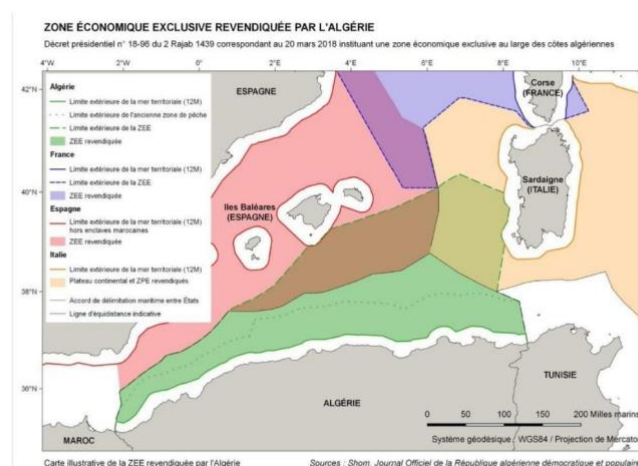 ZONE ÉCONOMIQUE EXCLUSIVE REVENDIQUÉE PAR L'ALGÉRIE
Décret présidentiel n° 18-96 du 2 Rajab 1439 correspondant au 20 mars 2018 instituant une zone économique exclusive au large des côtes algériennes
4°W 2°W 0° 2°E 4°E 6°E 8°E 10°E
42°N
40°N
38°N
36°N
Algérie
Limite extérieure de la mer territoriale (12M)
Limite extérieure de l'ancienne zone de pêche
Limite extérieure de la ZEE
ZEE revendiquée
France
Limite extérieure de la mer territoriale (12M)
Limite extérieure de la ZEE
ZEE revendiquée
Espagne
Limite extérieure de la mer territoriale (12M)
hors enclaves marocaines
ZEE revendiquée
Italie
Limite extérieure de la mer territoriale (12M)
Plateau continental et ZPE revendiqués
Accord de délimitation maritime entre États
Ligne d'équidistance indicative
ESPAGNE
Corse
(FRANCE)
Iles Baléares
(ESPAGNE)
Sardaigne
(ITALIE)
ALGÉRIE
TUNISIE
MAROC
0 50 100 150 200 Milles marins
Système géodésique : WGS84 / Projection de Mercator
Carte illustrative de la ZEE revendiquée par l'Algérie
Sources : Shom, Journal Officiel de la République algérienne démocratique et populaire